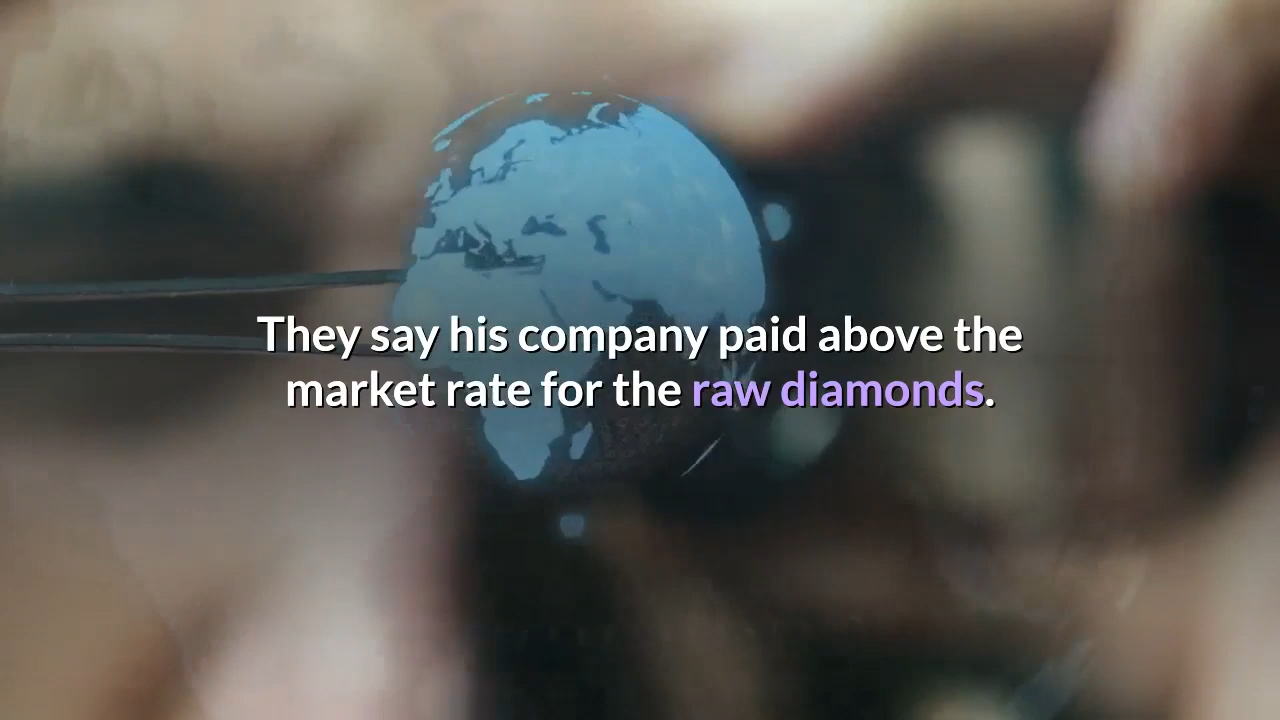 They say his company paid above the
market rate for the raw diamonds.